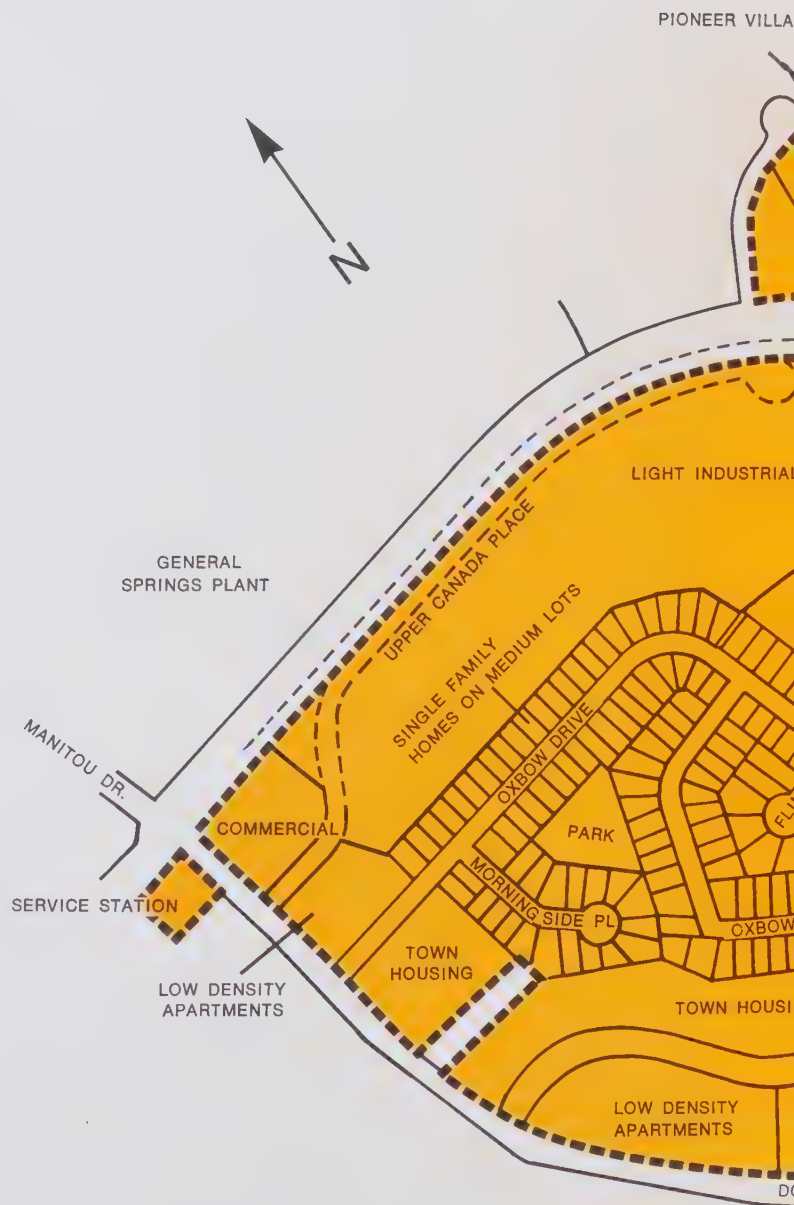 PIONEER VILLA
N
LIGHT INDUSTRIAL
GENERAL
SPRINGS PLANT
UPPER CANADA PLACE
SINGLE FAMILY
HOMES ON MEDIUM LOTS
OXBOW DRIVE
MANITOU DR.
COMMERCIAL
PARK
FLI
MORNING SIDE PL
SERVICE STATION
OXBOW
TOWN
HOUSING
LOW DENSITY
APARTMENTS
TOWN HOUSI
LOW DENSITY
APARTMENTS
DO